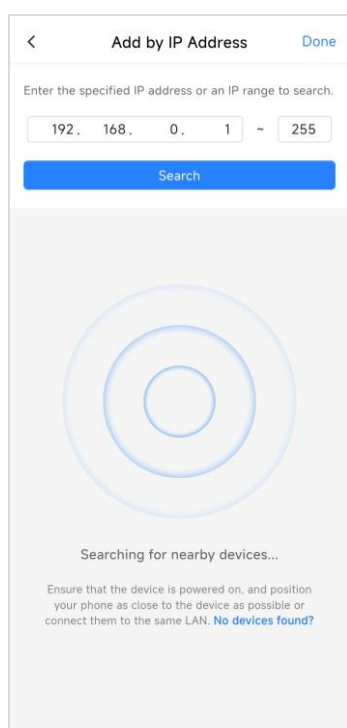 Add by IP Address Done
Enter the specified IP address or an IP range to search.
192. 168. 0. 1 ~ 255
Search
Searching for nearby devices...
Ensure that the device is powered on, and position
your phone as close to the device as possible or
connect them to the same LAN. No devices found?